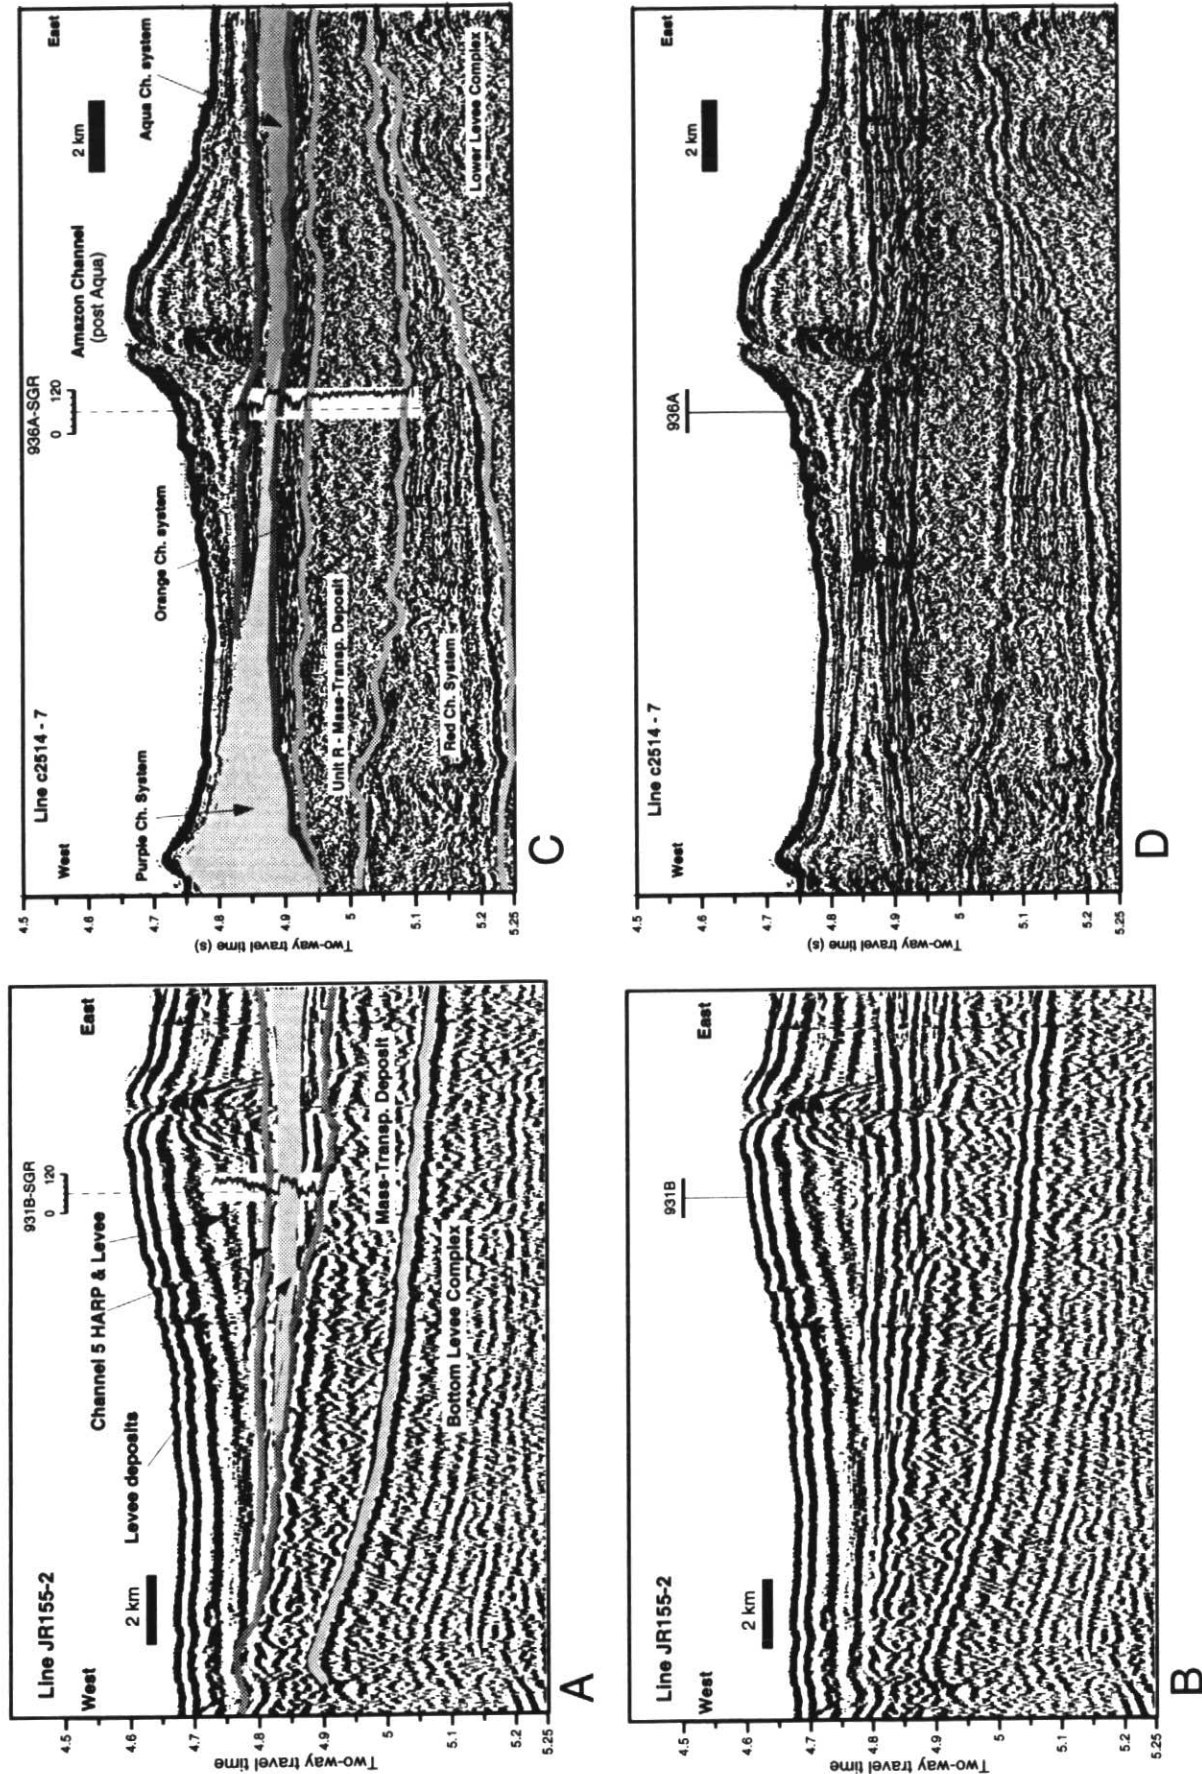 Line JR155-2
West
East
2 km
931B-SGR
0 120
Levee deposits
Channel 5 HARP & Levee
Mass-Transp. Deposit
Bottom Levee Complex
Two-way travel time
4.5
4.6
4.7
4.8
4.9
5
5.1
5.2
5.25
A
Line JR155-2
West
East
2 km
931B
Two-way travel time
4.5
4.6
4.7
4.8
4.9
5
5.1
5.2
5.25
B
Line c2514 - 7
West
East
2 km
936A-SGR
0 120
Purple Ch. System
Orange Ch. system
Amazon Channel
(post Aqua)
Aqua Ch. system
Unit R - Mass-Transp. Deposit
Red Ch. System
Lower Levee Complex
Two-way travel time (s)
4.5
4.6
4.7
4.8
4.9
5
5.1
5.2
5.25
C
Line c2514 - 7
West
East
2 km
936A
Two-way travel time (s)
4.5
4.6
4.7
4.8
4.9
5
5.1
5.2
5.25
D